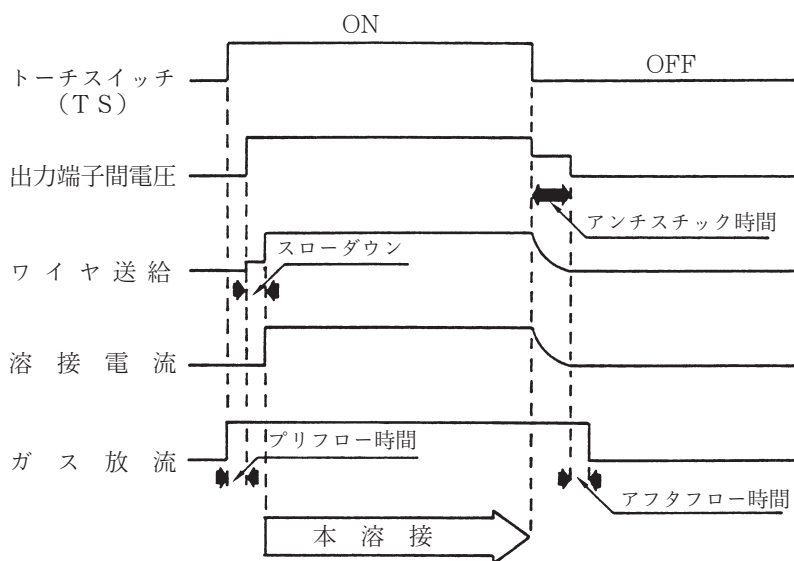 ON
OFF
トーチスイッチ
（ＴＳ）
出力端子間電圧
アンチスチック時間
スローダウン
ワイヤ送給
溶接電流
プリフロー時間
ガス放流
アフタフロー時間
本溶接